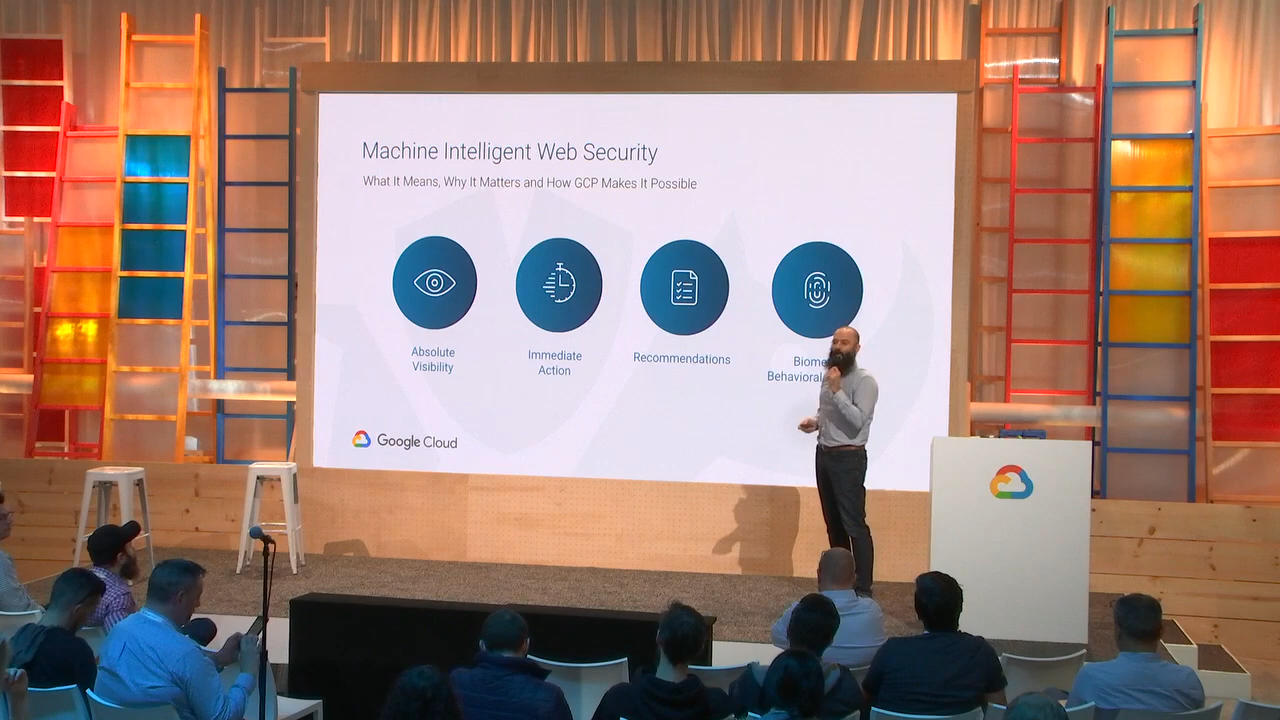 Machine Intelligent Web Security
What It Means, Why It Matters and How GCP Makes It Possible
Absolute
Visibility
Immediate
Action
Recommendations
Google Cloud